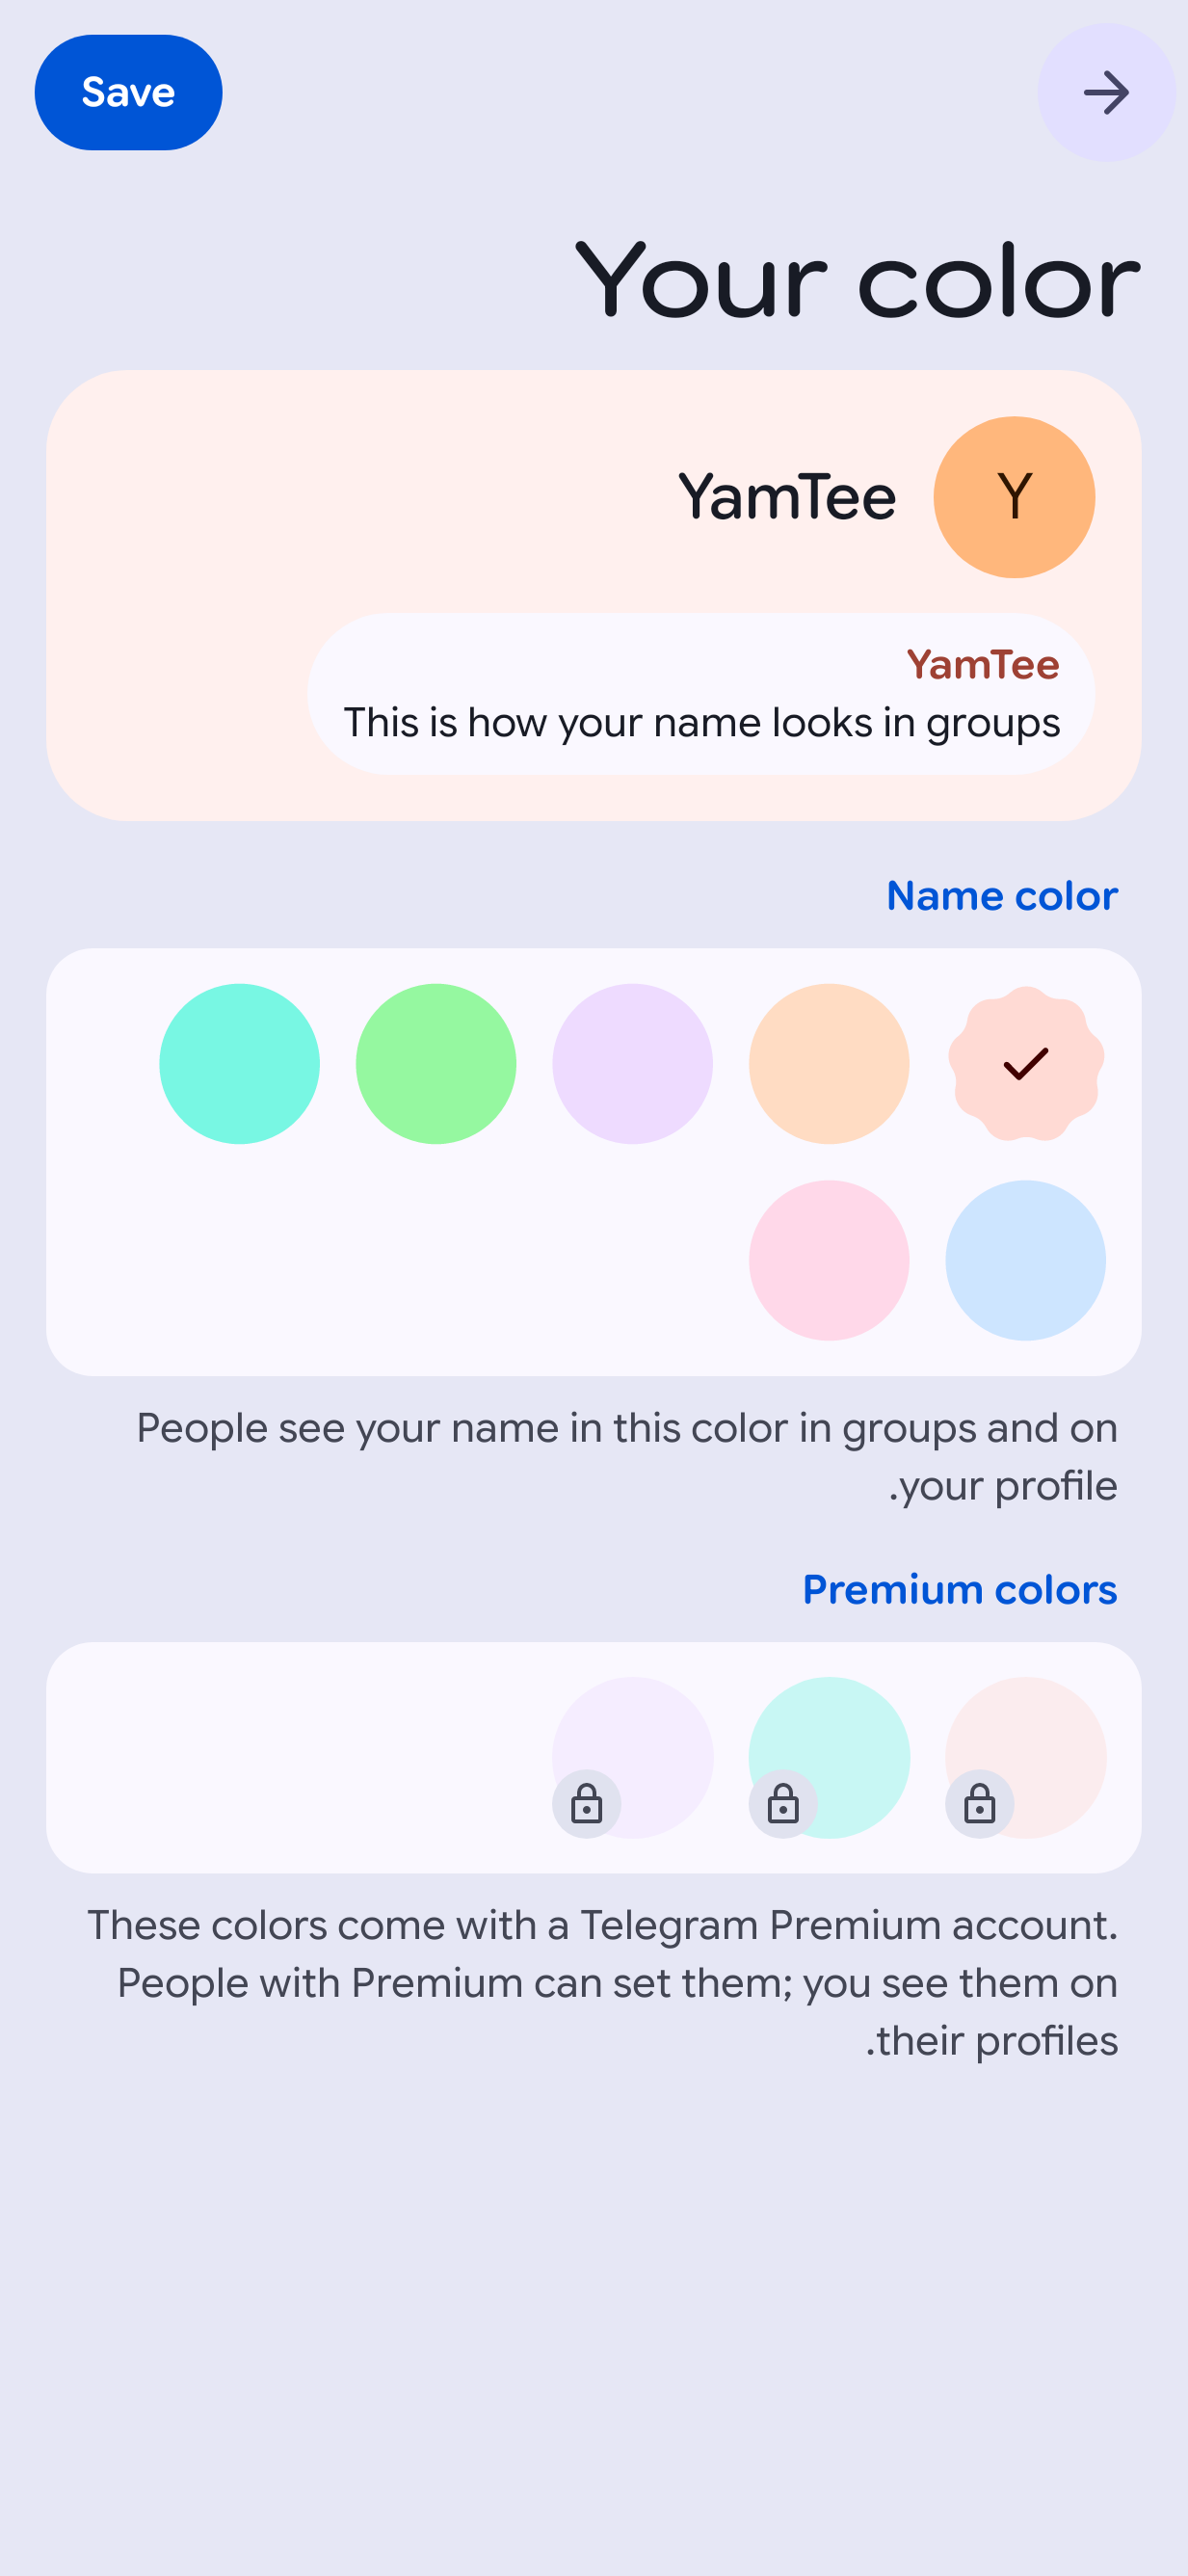 Save
Your color
Y
YamTee
YamTee
This is how your name looks in groups
Name color
People see your name in this color in groups and on
.your profile
Premium colors
These colors come with a Telegram Premium account.
People with Premium can set them; you see them on
.their profiles